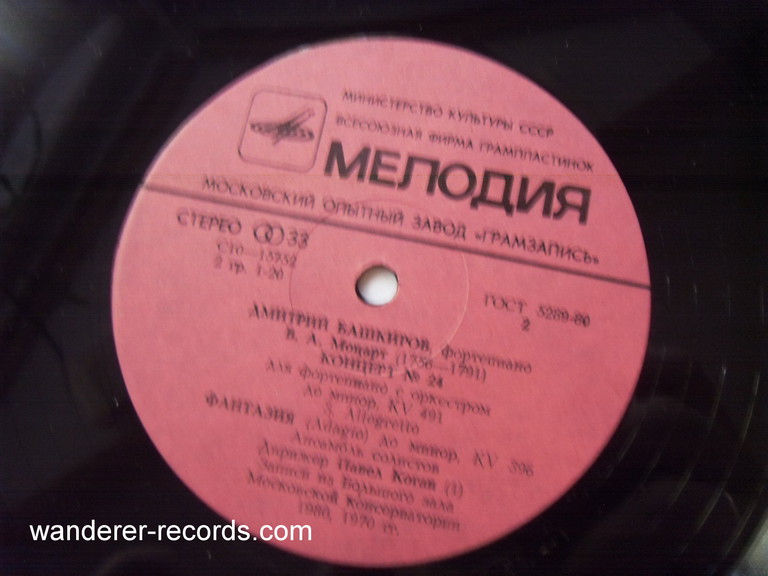 МИНИСТЕРСТВО КУЛЬТУРЫ СССР
ВСЕСОЮЗНАЯ ФИРМА ГРАМПЛАСТИНОК
МЕЛОДИЯ
МОСКОВСКИЙ ОПЫТНЫЙ ЗАВОД «ГРАМЗАПИСЬ»
СТЕРЕО 33
ГОСТ 5289-80
С10—15752
2 гр. 1-20
2
ДМИТРИЙ БАШКИРОВ, фортепиано
В. А. Моцарт (1756—1791)
КОНЦЕРТ № 24
для фортепиано с оркестром
до минор, KV 491
3. Allegretto
ФАНТАЗИЯ (Adagio) до минор, KV 396
Ансамбль солистов
Дирижер Павел Коган (1)
Запись из Большого зала
Московской Консерватории
1980, 1970 гг.
wanderer-records.com